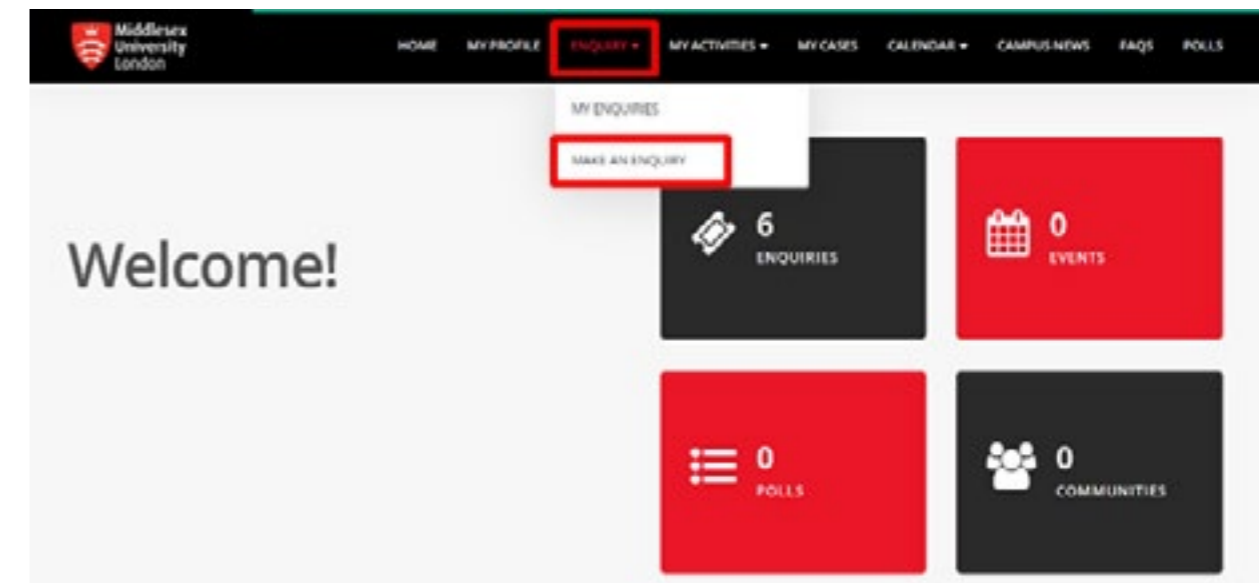 Middlesex
University
London
HOME MY PROFILE ENQUIRY MY ACTIVITIES MY CASES CALENDAR CAMPUS NEWS FAQS POLLS
MY ENQUIRIES
MAKE AN ENQUIRY
Welcome!
6
ENQUIRIES
0
EVENTS
0
POLLS
0
COMMUNITIES